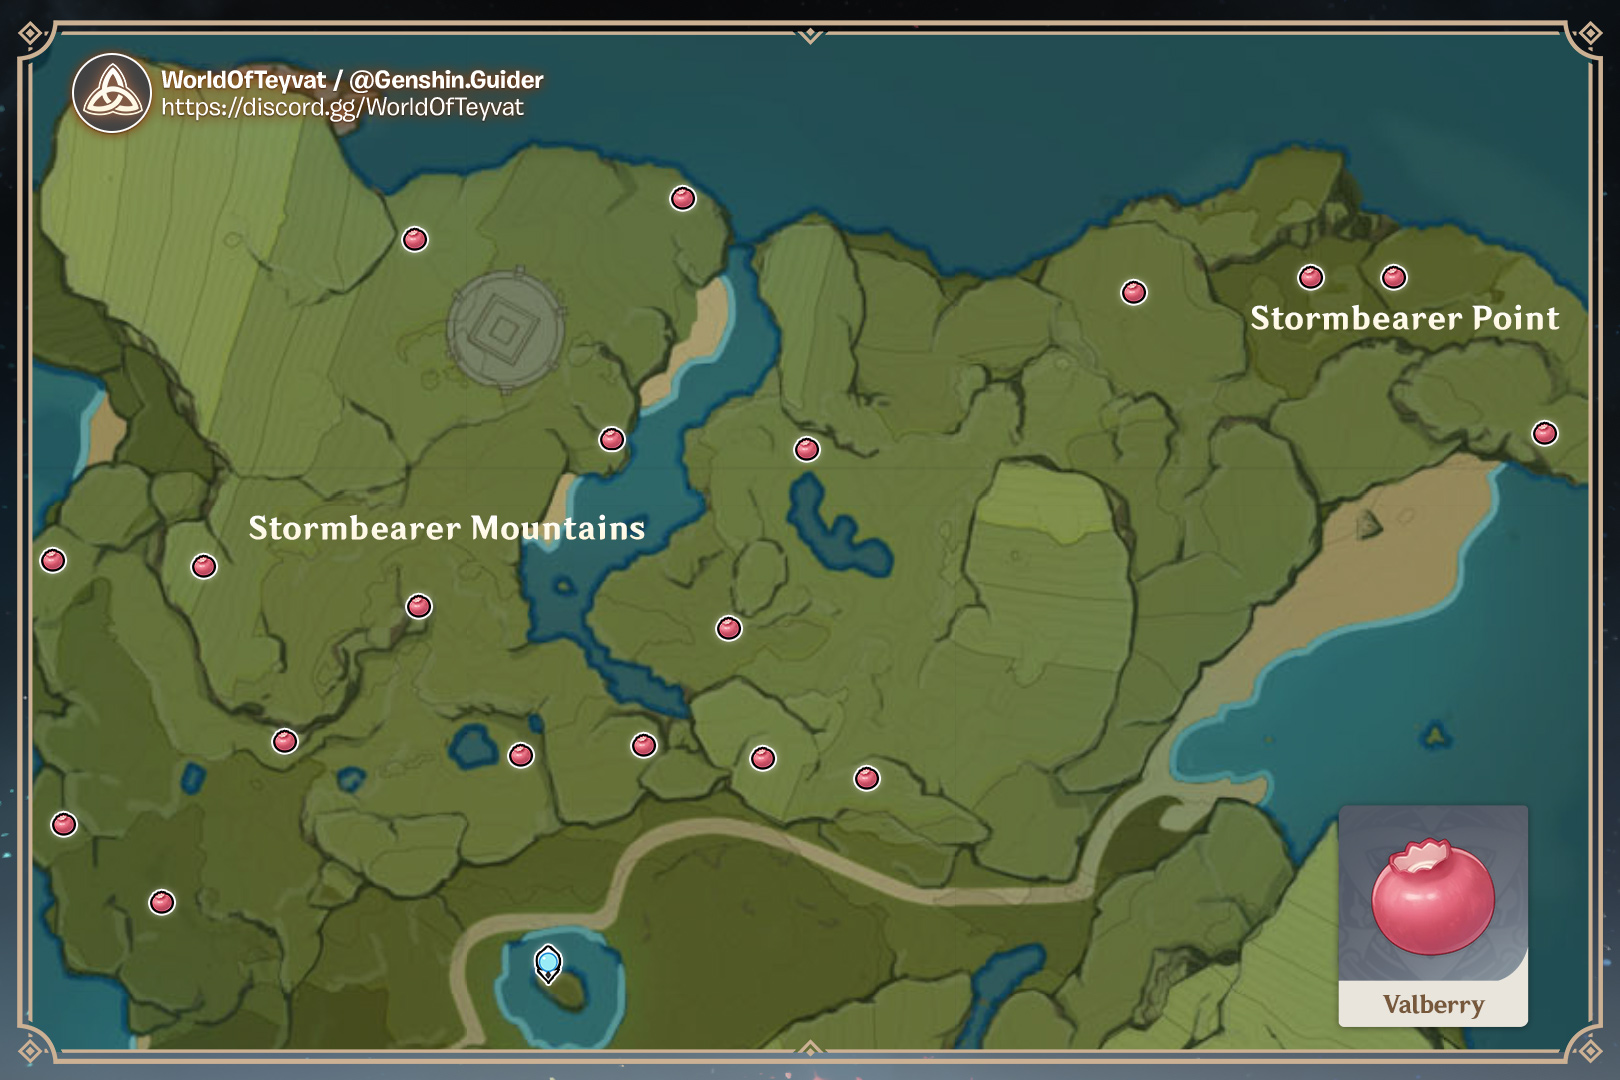 WorldOfTeyvat / @Genshin.Guider
https://discord.gg/WorldOfTeyvat
Stormbearer Point
Stormbearer Mountains
Valberry